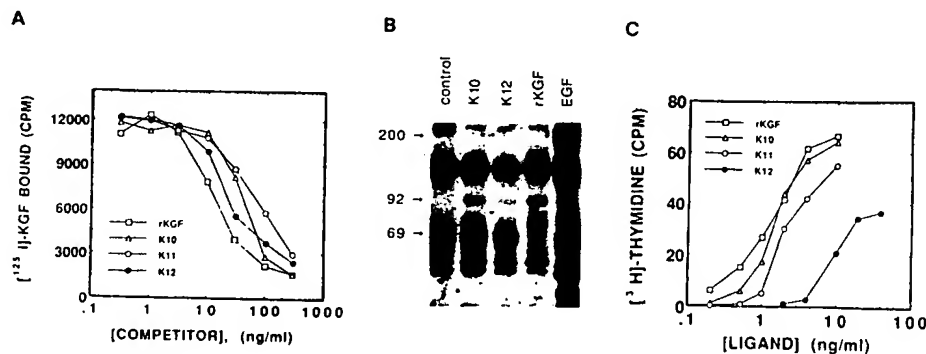 A
[¹²⁵ I]-KGF BOUND (CPM)
12000
9000
6000
3000
0
rKGF
K10
K11
K12
.1
1
10
100
1000
[COMPETITOR], (ng/ml)
B
control
K10
K12
rKGF
EGF
200
92
69
C
[³ H]-THYMIDINE (CPM)
80
60
40
20
0
rKGF
K10
K11
K12
.1
1
10
100
[LIGAND] (ng/ml)